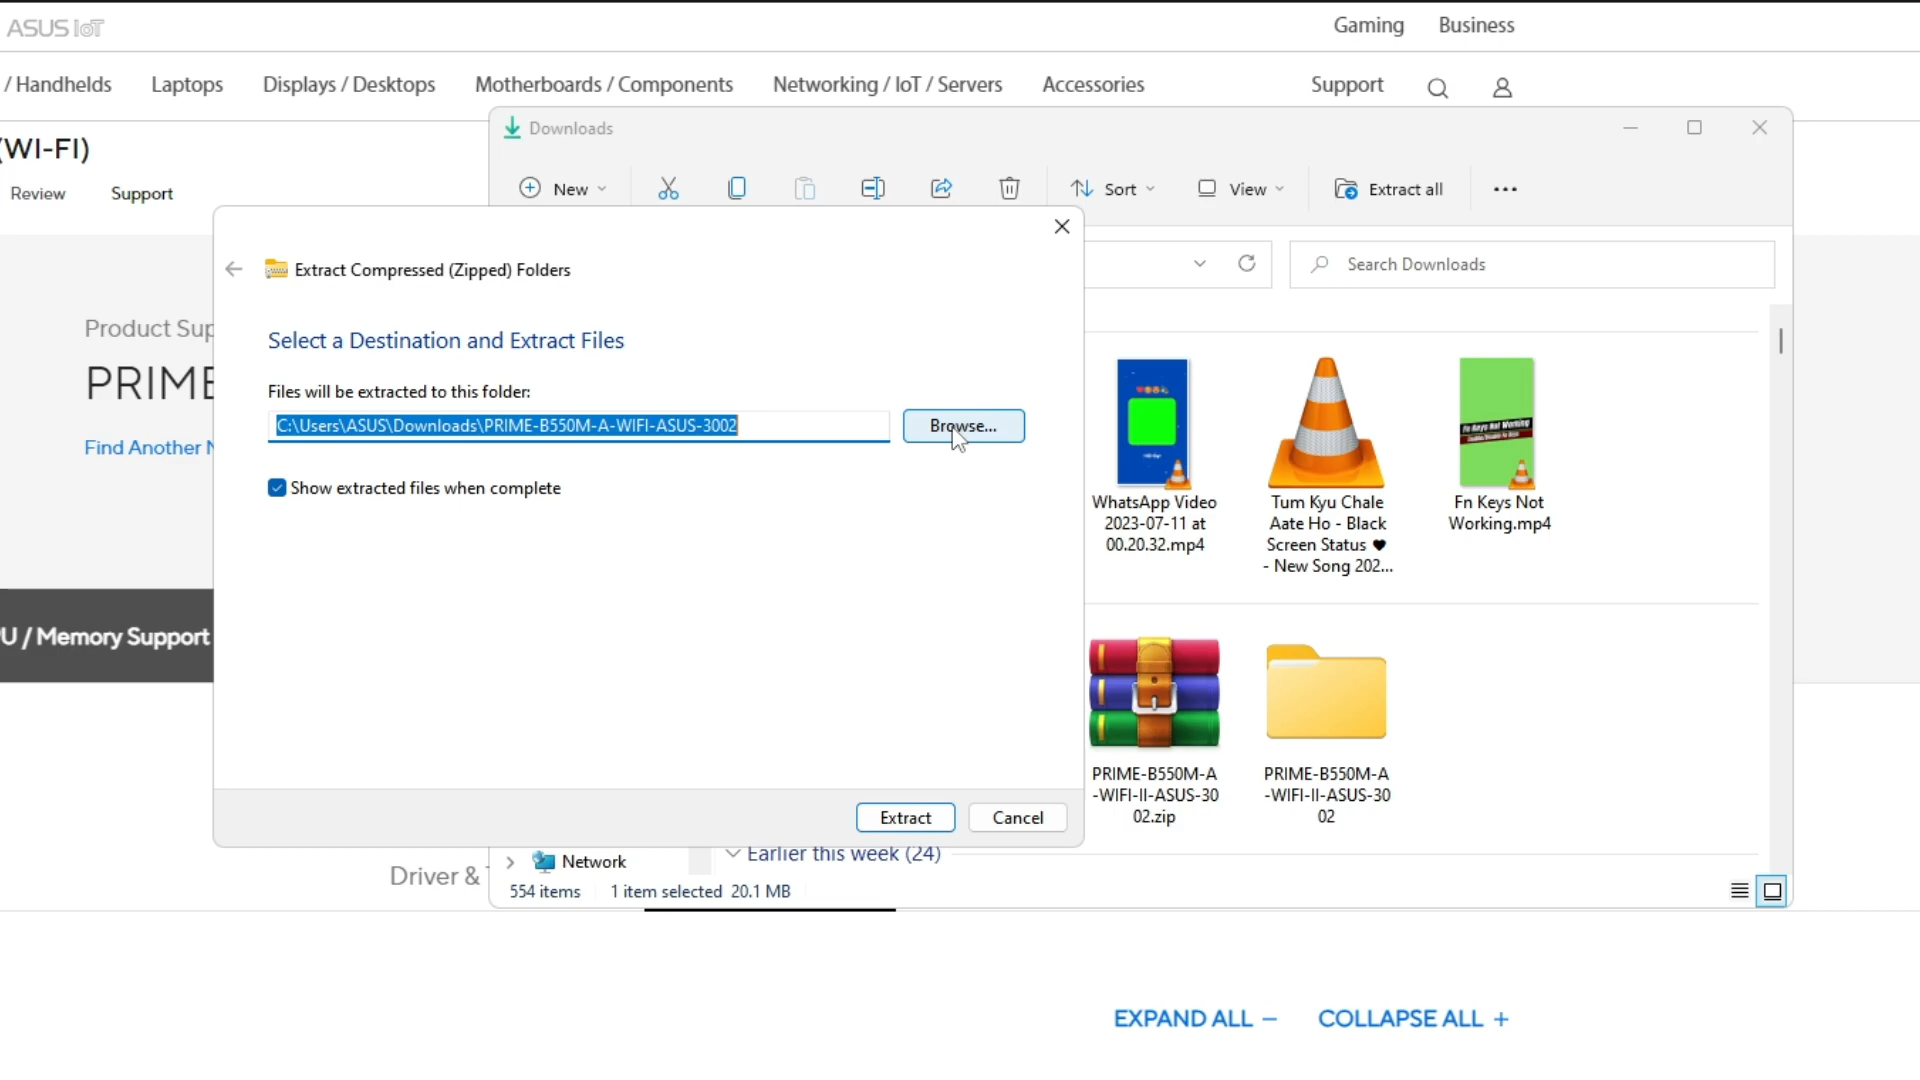 ASUS IoT
Gaming
Business
/ Handhelds
Laptops
Displays / Desktops
Motherboards / Components
Networking / IoT / Servers
Accessories
Support
(WI-FI)
Review
Support
Downloads
New
Sort
View
Extract all
Search Downloads
Extract Compressed (Zipped) Folders
Select a Destination and Extract Files
Files will be extracted to this folder:
C:\Users\ASUS\Downloads\PRIME-B550M-A-WIFI-ASUS-3002
Browse...
Show extracted files when complete
Extract
Cancel
Product Sup
PRIME
Find Another
U / Memory Support
WhatsApp Video
2023-07-11 at
00.20.32.mp4
Tum Kyu Chale
Aate Ho - Black
Screen Status ♥
- New Song 202...
Fn Keys Not Working
Fn Keys Not
Working.mp4
PRIME-B550M-A
-WIFI-II-ASUS-30
02.zip
PRIME-B550M-A
-WIFI-II-ASUS-30
02
Network
Earlier this week (24)
554 items
1 item selected 20.1 MB
Driver &
EXPAND ALL −
COLLAPSE ALL +